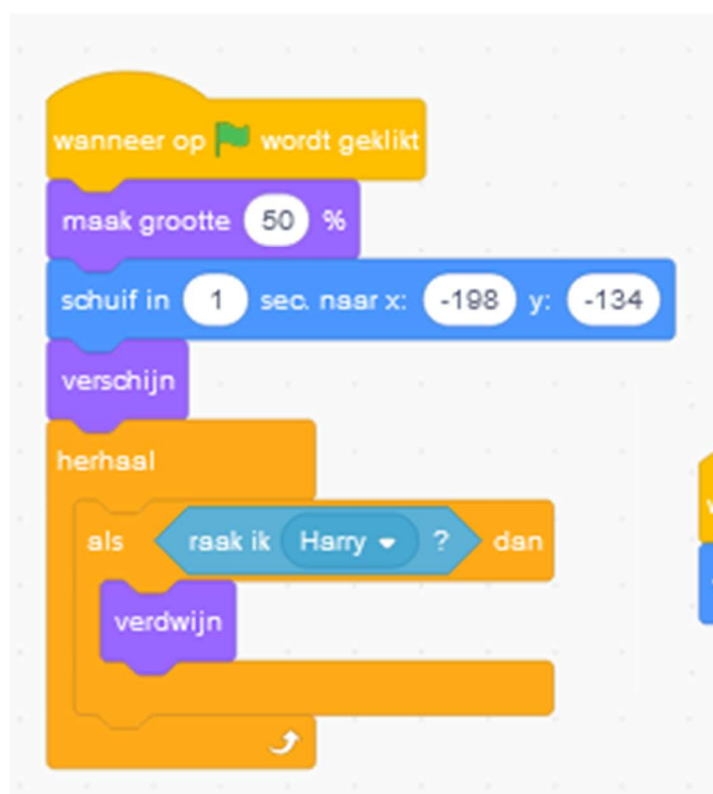 wanneer op wordt geklikt
maak grootte 50 %
schuif in 1 sec. naar x: -198 y: -134
verschijn
herhaal
als raak ik Harry ? dan
verdwijn